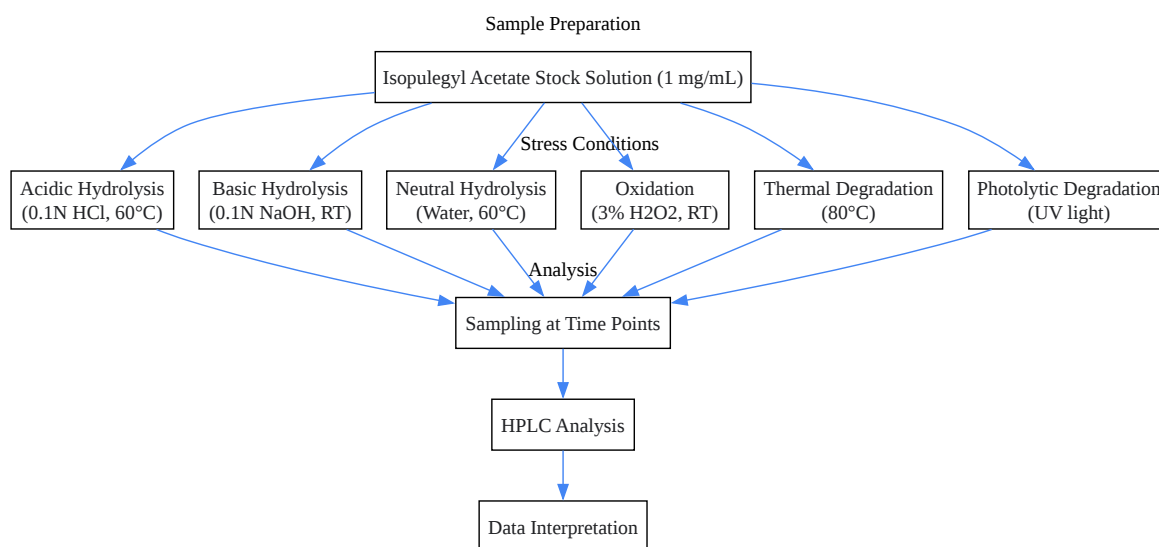 Sample Preparation
Isopulegyl Acetate Stock Solution (1 mg/mL)
Stress Conditions
Acidic Hydrolysis
(0.1N HCl, 60°C)
Basic Hydrolysis
(0.1N NaOH, RT)
Neutral Hydrolysis
(Water, 60°C)
Oxidation
(3% H2O2, RT)
Thermal Degradation
(80°C)
Photolytic Degradation
(UV light)
Analysis
Sampling at Time Points
HPLC Analysis
Data Interpretation